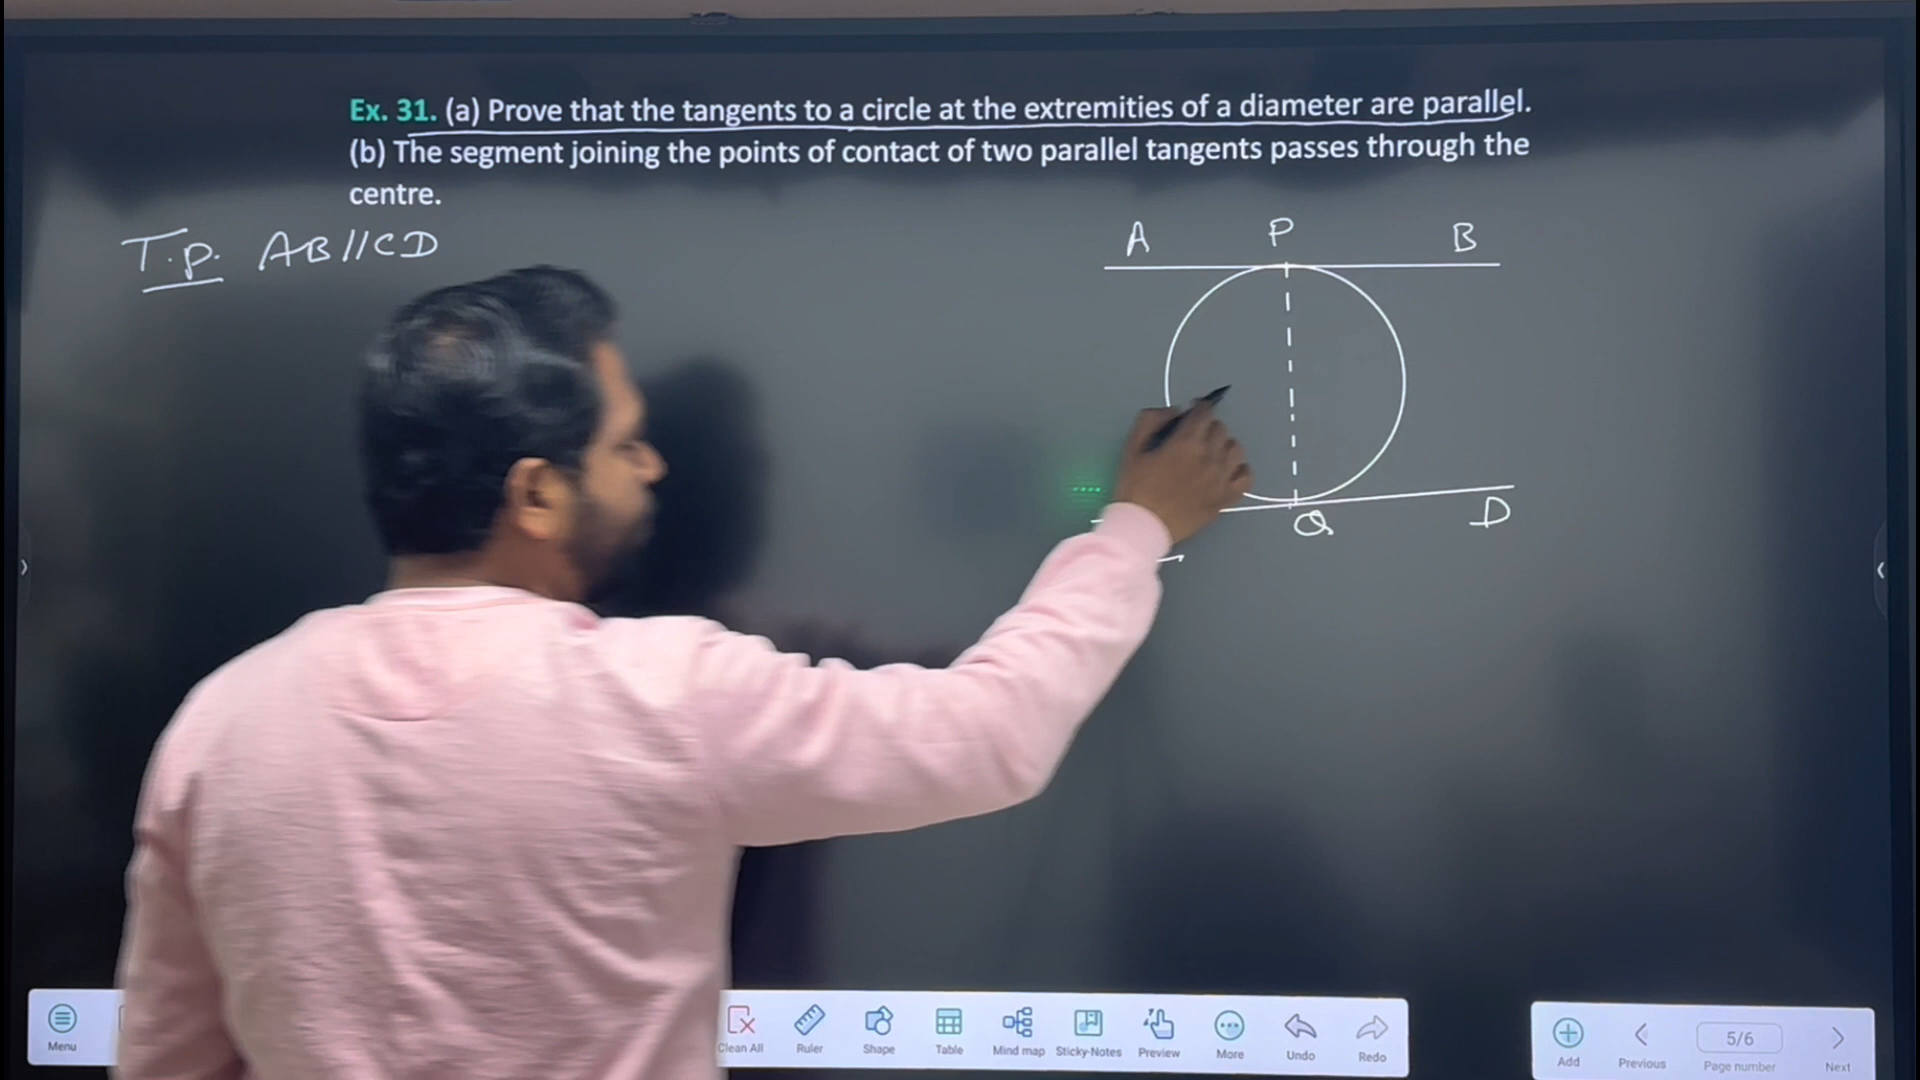 Ex. 31. (a) Prove that the tangents to a circle at the extremities of a diameter are parallel.
(b) The segment joining the points of contact of two parallel tangents passes through the
centre.
T.p. AB//CD
A P B
Q D
Menu
Clean All Ruler Shape Table Mind map Sticky-Notes Preview More Undo Redo
Add Previous 5/6 Page number Next